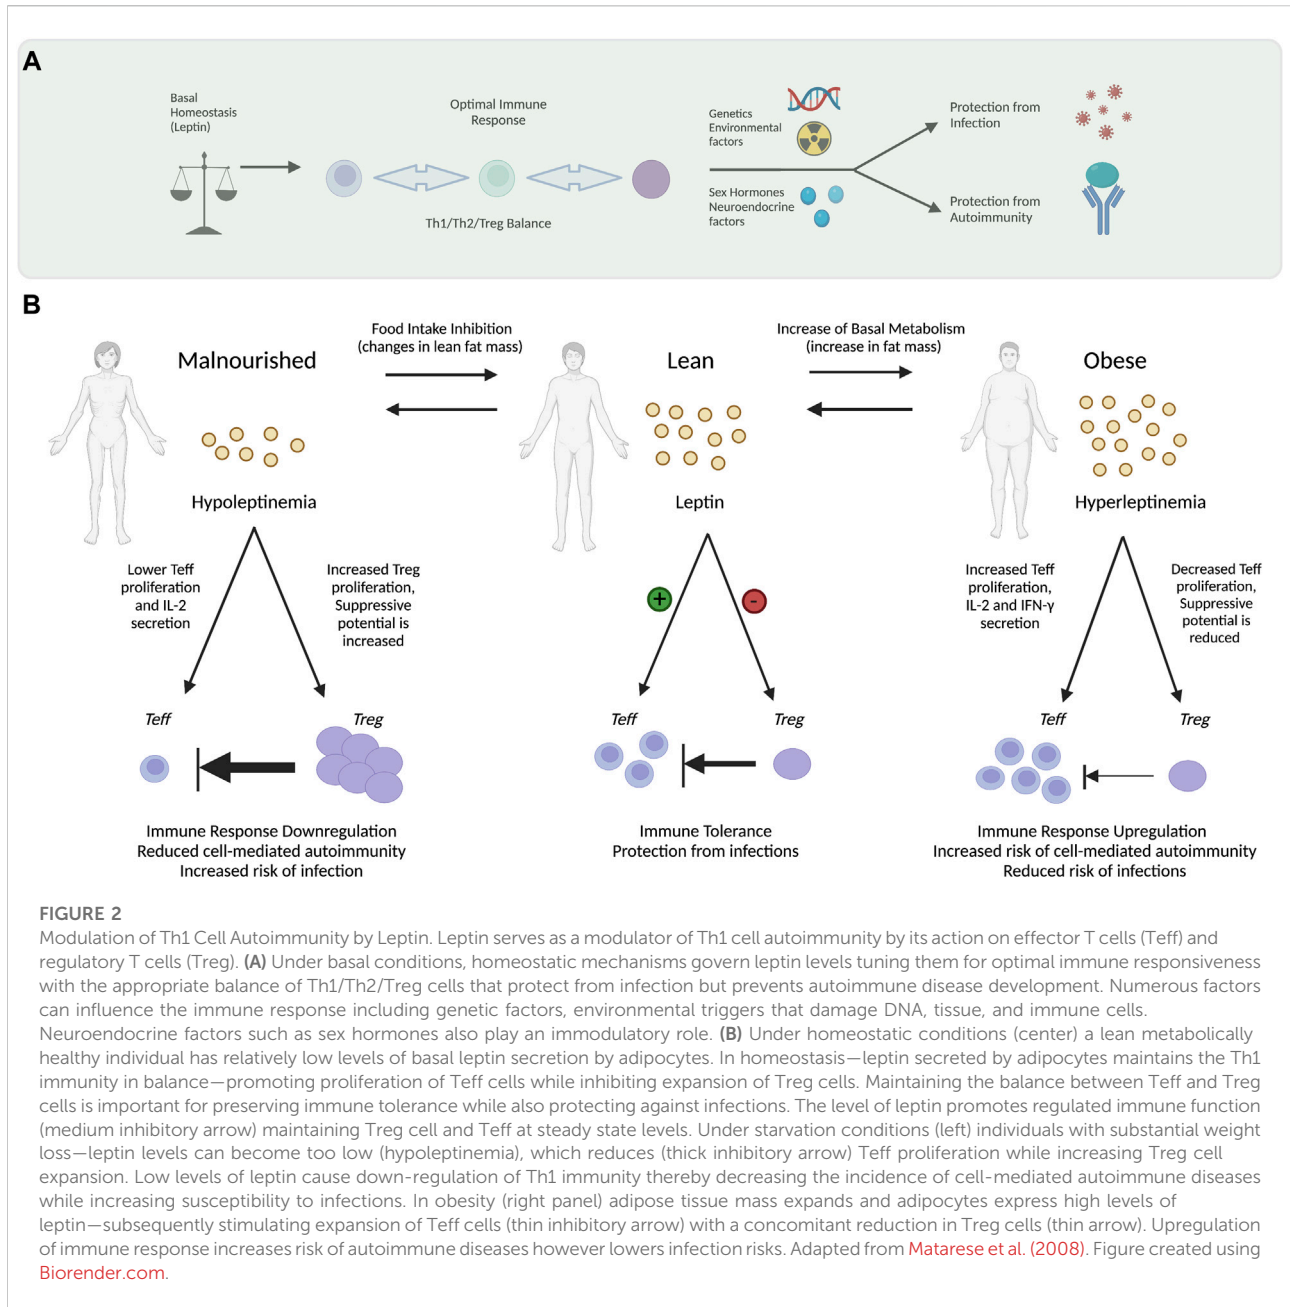 A
Basal
Homeostasis
(Leptin)
Optimal Immune
Response
Th1/Th2/Treg Balance
Genetics
Environmental
factors
Sex Hormones
Neuroendocrine
factors
Protection from
Infection
Protection from
Autoimmunity
B
Malnourished
Food Intake Inhibition
(changes in lean fat mass)
Lean
Increase of Basal Metabolism
(increase in fat mass)
Obese
Hypoleptinemia
Leptin
Hyperleptinemia
Lower Teff
proliferation
and IL-2
secretion
Increased Treg
proliferation,
Suppressive
potential is
increased
+
-
Increased Teff
proliferation,
IL-2 and IFN-γ
secretion
Decreased Teff
proliferation,
Suppressive
potential is
reduced
Teff
Treg
Teff
Treg
Teff
Treg
Immune Response Downregulation
Reduced cell-mediated autoimmunity
Increased risk of infection
Immune Tolerance
Protection from infections
Immune Response Upregulation
Increased risk of cell-mediated autoimmunity
Reduced risk of infections
FIGURE 2
Modulation of Th1 Cell Autoimmunity by Leptin. Leptin serves as a modulator of Th1 cell autoimmunity by its action on effector T cells (Teff) and
regulatory T cells (Treg). (A) Under basal conditions, homeostatic mechanisms govern leptin levels tuning them for optimal immune responsiveness
with the appropriate balance of Th1/Th2/Treg cells that protect from infection but prevents autoimmune disease development. Numerous factors
can influence the immune response including genetic factors, environmental triggers that damage DNA, tissue, and immune cells.
Neuroendocrine factors such as sex hormones also play an immodulatory role. (B) Under homeostatic conditions (center) a lean metabolically
healthy individual has relatively low levels of basal leptin secretion by adipocytes. In homeostasis—leptin secreted by adipocytes maintains the Th1
immunity in balance—promoting proliferation of Teff cells while inhibiting expansion of Treg cells. Maintaining the balance between Teff and Treg
cells is important for preserving immune tolerance while also protecting against infections. The level of leptin promotes regulated immune function
(medium inhibitory arrow) maintaining Treg cell and Teff at steady state levels. Under starvation conditions (left) individuals with substantial weight
loss—leptin levels can become too low (hypoleptinemia), which reduces (thick inhibitory arrow) Teff proliferation while increasing Treg cell
expansion. Low levels of leptin cause down-regulation of Th1 immunity thereby decreasing the incidence of cell-mediated autoimmune diseases
while increasing susceptibility to infections. In obesity (right panel) adipose tissue mass expands and adipocytes express high levels of
leptin—subsequently stimulating expansion of Teff cells (thin inhibitory arrow) with a concomitant reduction in Treg cells (thin arrow). Upregulation
of immune response increases risk of autoimmune diseases however lowers infection risks. Adapted from Matarese et al. (2008). Figure created using
Biorender.com.